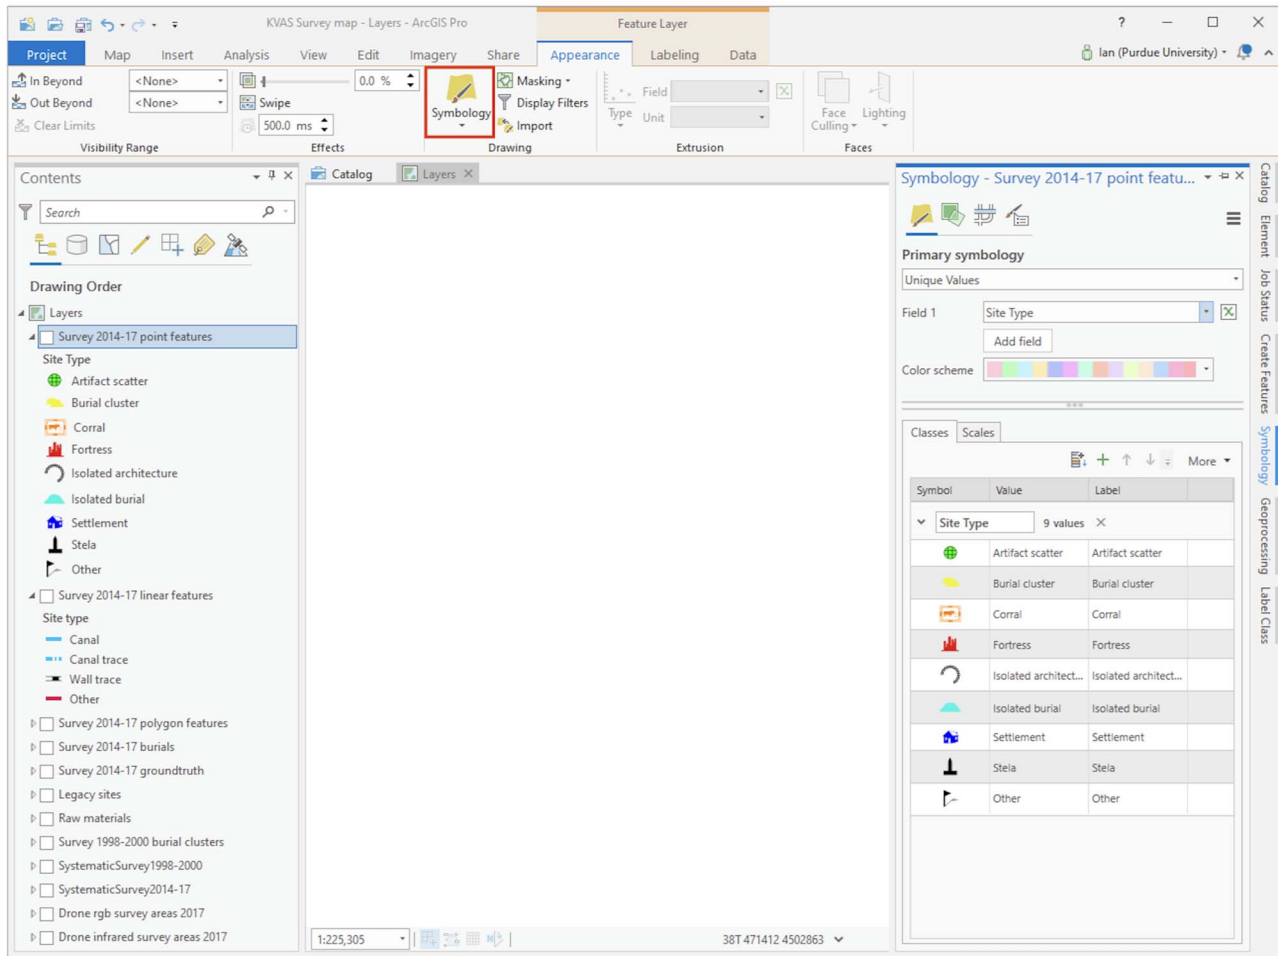 KVAS Survey map - Layers - ArcGIS Pro
Feature Layer
?
Project Map Insert Analysis View Edit Imagery Share Appearance Labeling Data
Ian (Purdue University)
In Beyond <None>
Out Beyond <None>
Clear Limits
Visibility Range
0.0 %
Swipe
500.0 ms
Effects
Symbology
Masking
Display Filters
Import
Drawing
Type
Field
Unit
Extrusion
Face Culling
Lighting
Faces
Contents
Search
Drawing Order
Layers
Survey 2014-17 point features
Site Type
Artifact scatter
Burial cluster
Corral
Fortress
Isolated architecture
Isolated burial
Settlement
Stela
Other
Survey 2014-17 linear features
Site type
Canal
Canal trace
Wall trace
Other
Survey 2014-17 polygon features
Survey 2014-17 burials
Survey 2014-17 groundtruth
Legacy sites
Raw materials
Survey 1998-2000 burial clusters
SystematicSurvey1998-2000
SystematicSurvey2014-17
Drone rgb survey areas 2017
Drone infrared survey areas 2017
Catalog
Layers
1:225,305
38T 471412 4502863
Symbology - Survey 2014-17 point featu...
Primary symbology
Unique Values
Field 1 Site Type
Add field
Color scheme
Classes Scales
More
Symbol Value Label
Site Type 9 values
Artifact scatter Artifact scatter
Burial cluster Burial cluster
Corral Corral
Fortress Fortress
Isolated architect... Isolated architect...
Isolated burial Isolated burial
Settlement Settlement
Stela Stela
Other Other
Catalog
Element
Job Status
Create Features
Symbology
Geoprocessing
Label Class